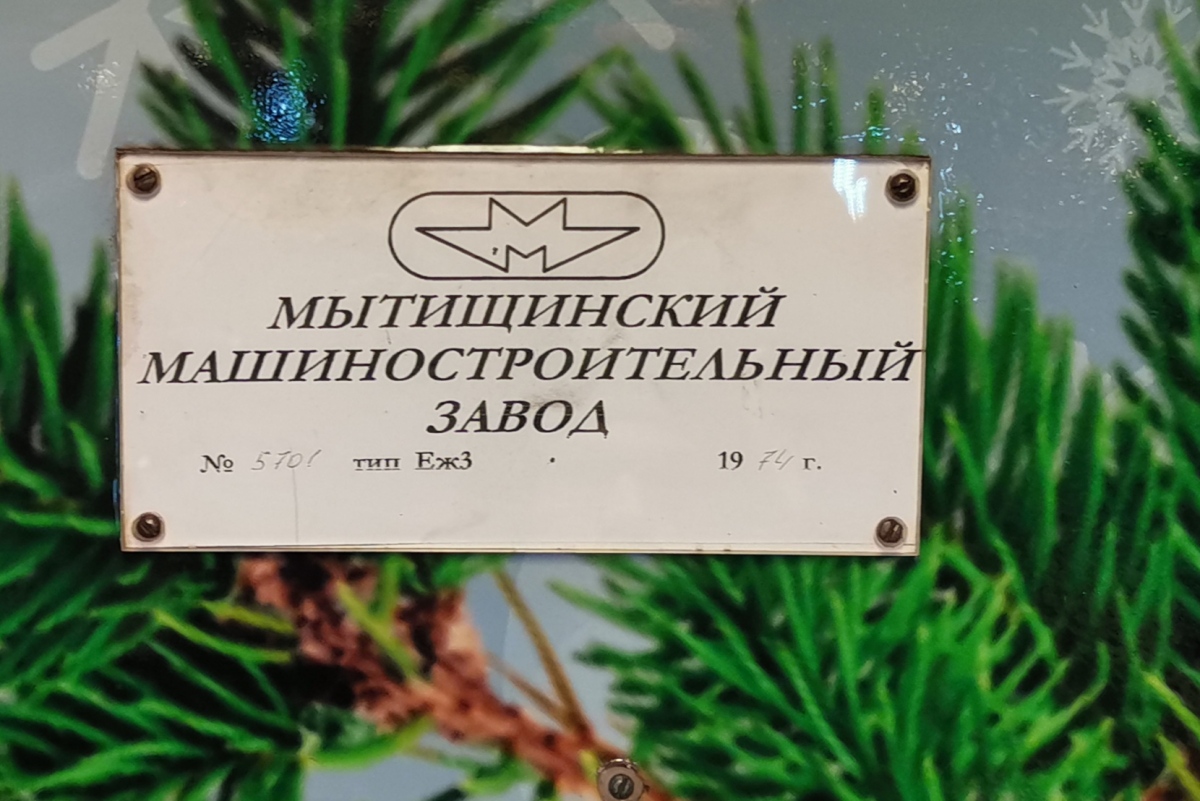 МЫТИЩИНСКИЙ
МАШИНОСТРОИТЕЛЬНЫЙ
ЗАВОД
№ 5701 тип Еж3 1974 г.